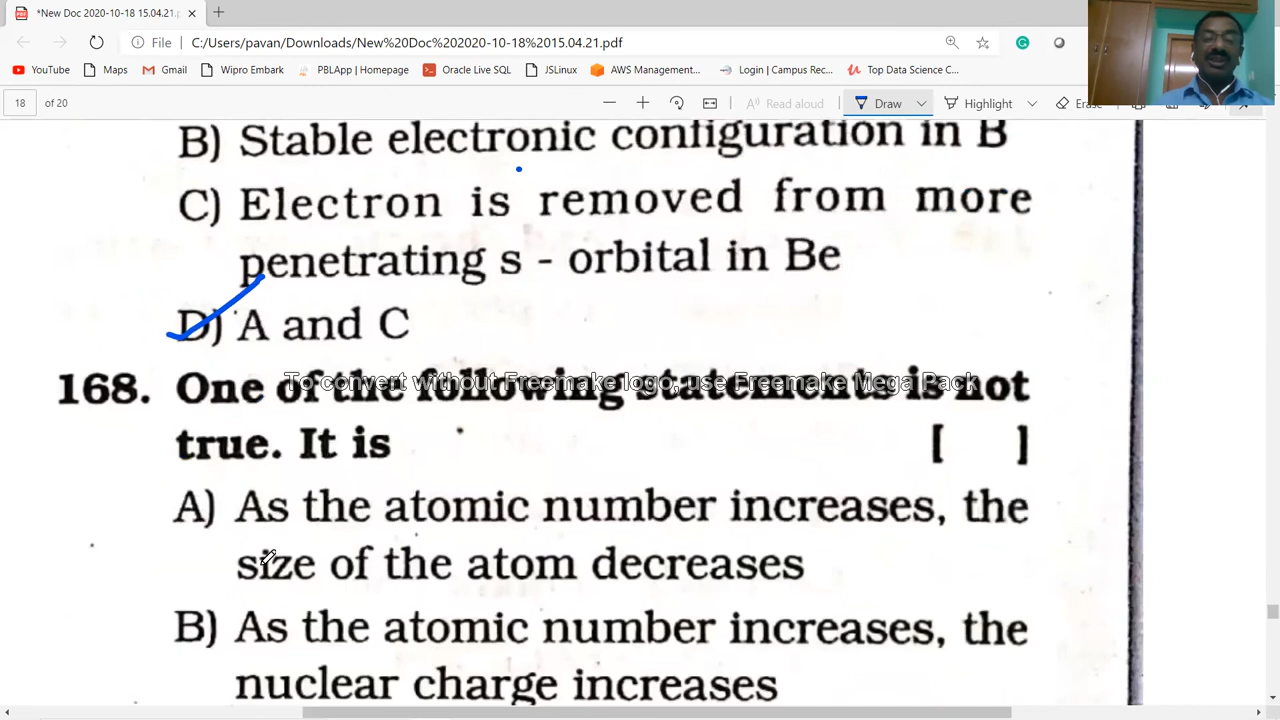 *New Doc 2020-10-18 15.04.21.p
File C:/Users/pavan/Downloads/New%20Doc%202020-10-18%2015.04.21.pdf
YouTube Maps Gmail Wipro Embark PBLApp | Homepage Oracle Live SQL JSLinux AWS Management... Login | Campus Rec... Top Data Science C...
18 of 20 Read aloud Draw Highlight Erase
B) Stable electronic configuration in B
C) Electron is removed from more
penetrating s - orbital in Be
D) A and C
To convert without Freemake logo, use Freemake Mega Pack
168. One of the following statements is not
true. It is [ ]
A) As the atomic number increases, the
size of the atom decreases
B) As the atomic number increases, the
nuclear charge increases